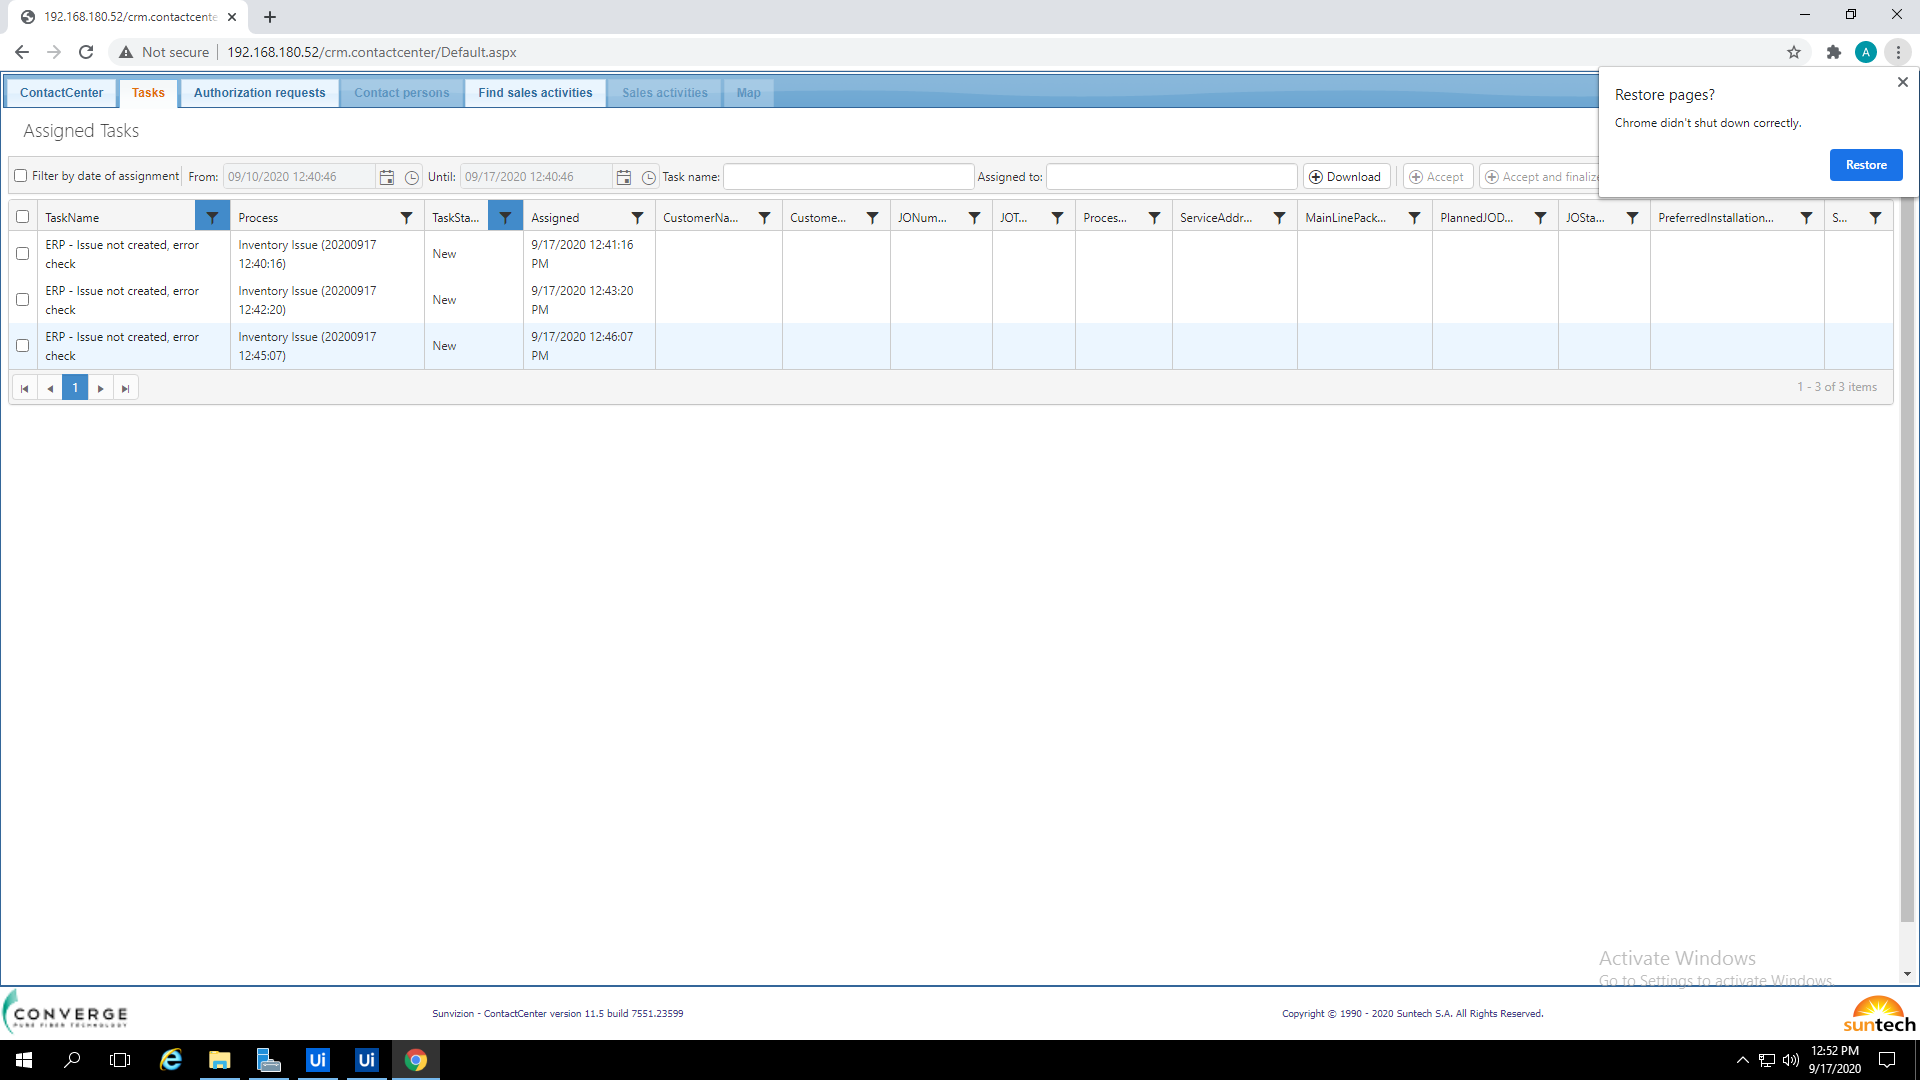 192.168.180.52/crm.contactcente
Not secure
192.168.180.52/crm.contactcenter/Default.aspx
A
ContactCenter
Tasks
Authorization requests
Contact persons
Find sales activities
Sales activities
Map
Restore pages?
Chrome didn't shut down correctly.
Restore
Assigned Tasks
Filter by date of assignment
From:
09/10/2020 12:40:46
Until:
09/17/2020 12:40:46
Task name:
Assigned to:
Download
Accept
Accept and finalize
TaskName
Process
TaskSta...
Assigned
CustomerNa...
Custome...
JONum...
JOT...
Proces...
ServiceAddr...
MainLinePack...
PlannedJOD...
JOSta...
PreferredInstallation...
S...
ERP - Issue not created, error
check
Inventory Issue (20200917
12:40:16)
New
9/17/2020 12:41:16
PM
ERP - Issue not created, error
check
Inventory Issue (20200917
12:42:20)
New
9/17/2020 12:43:20
PM
ERP - Issue not created, error
check
Inventory Issue (20200917
12:45:07)
New
9/17/2020 12:46:07
PM
1
1 - 3 of 3 items
Activate Windows
Go to Settings to activate Windows.
CONVERGE
PURE FIBER TECHNOLOGY
Sunvizion - ContactCenter version 11.5 build 7551.23599
Copyright © 1990 - 2020 Suntech S.A. All Rights Reserved.
suntech
Ui
Ui
12:52 PM
9/17/2020